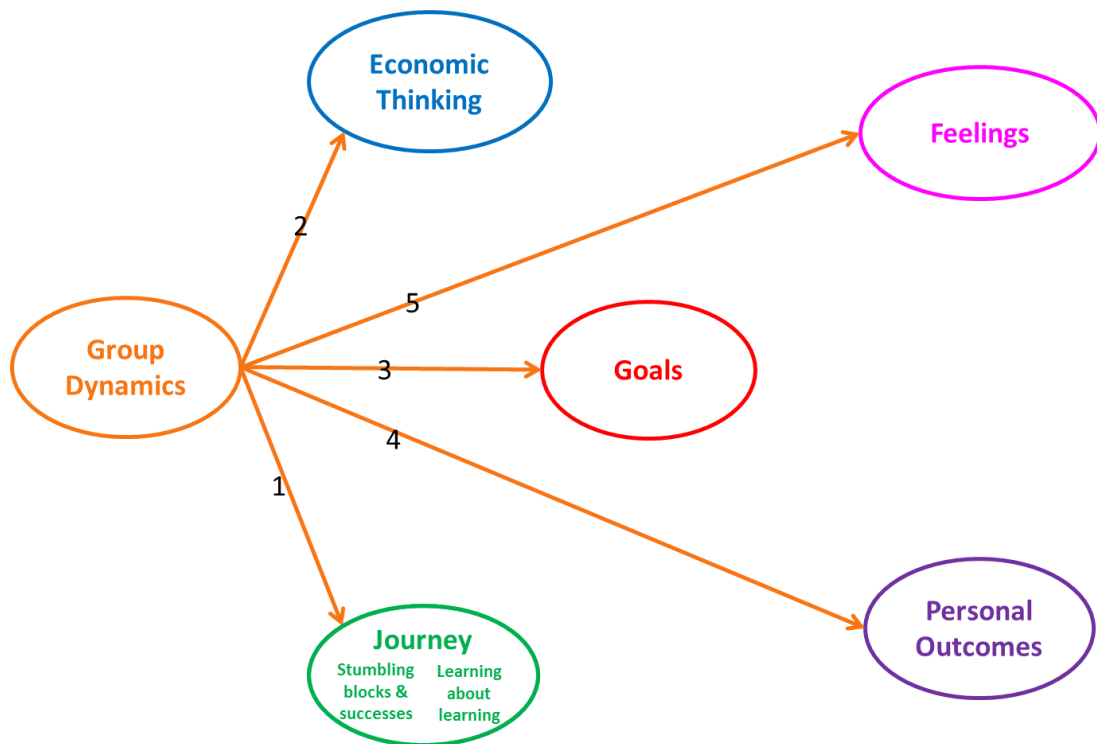 Economic
Thinking
Feelings
2
5
Group
Dynamics
3
Goals
4
1
Journey
Stumbling
blocks &
successes
Learning
about
learning
Personal
Outcomes